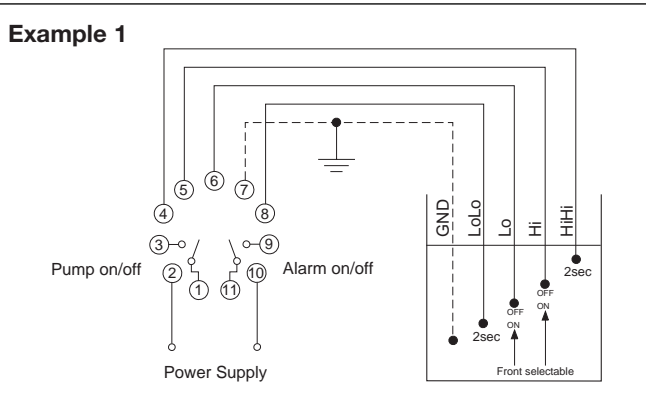 Example 1
4
5
6
7
8
3
9
2
10
1
11
Pump on/off
Alarm on/off
Power Supply
GND
LoLo
Lo
Hi
HiHi
2sec
OFF
ON
OFF
ON
2sec
Front selectable